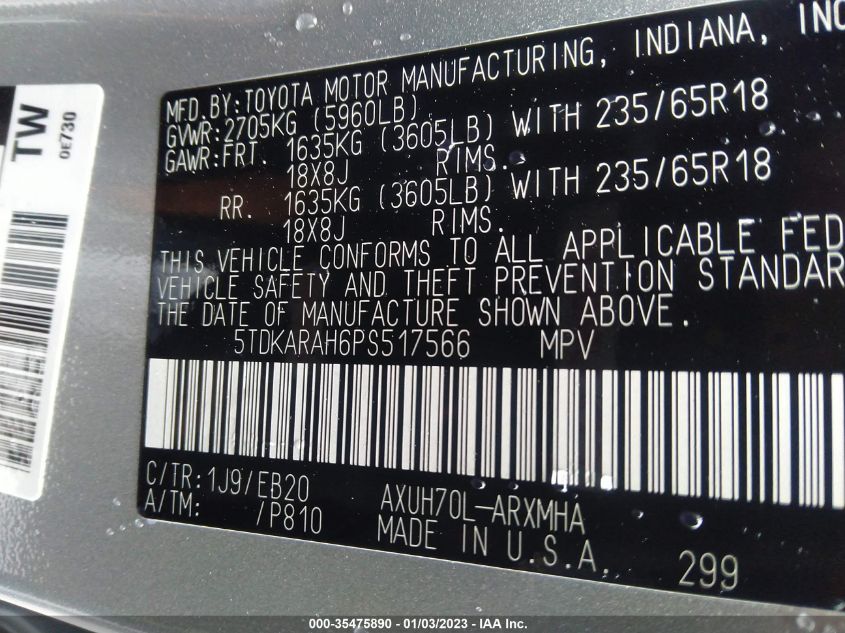 TW
0E730
MFD.BY:TOYOTA MOTOR MANUFACTURING, INDIANA, INC
GVWR:2705KG (5960LB)
GAWR:FRT. 1635KG (3605LB) WITH 235/65R18
18X8J RIMS.
RR. 1635KG (3605LB) WITH 235/65R18
18X8J RIMS.
THIS VEHICLE CONFORMS TO ALL APPLICABLE FED
VEHICLE SAFETY AND THEFT PREVENTION STANDAR
THE DATE OF MANUFACTURE SHOWN ABOVE.
5TDKARAH6PS517566 MPV
C/TR:1J9/EB20 AXUH70L-ARXMHA
A/TM: /P810 MADE IN U.S.A.
299
000-35475890 - 01/03/2023 - IAA Inc.